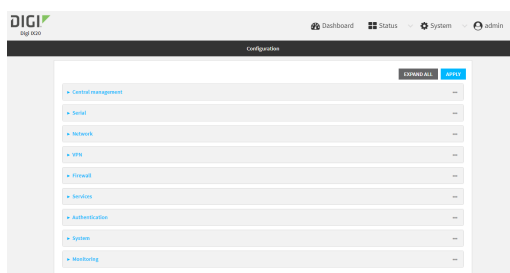 DIGI
Digi IX20
Dashboard Status System admin
Configuration
EXPAND ALL APPLY
Central management
Serial
Network
VPN
Firewall
Services
Authentication
System
Monitoring